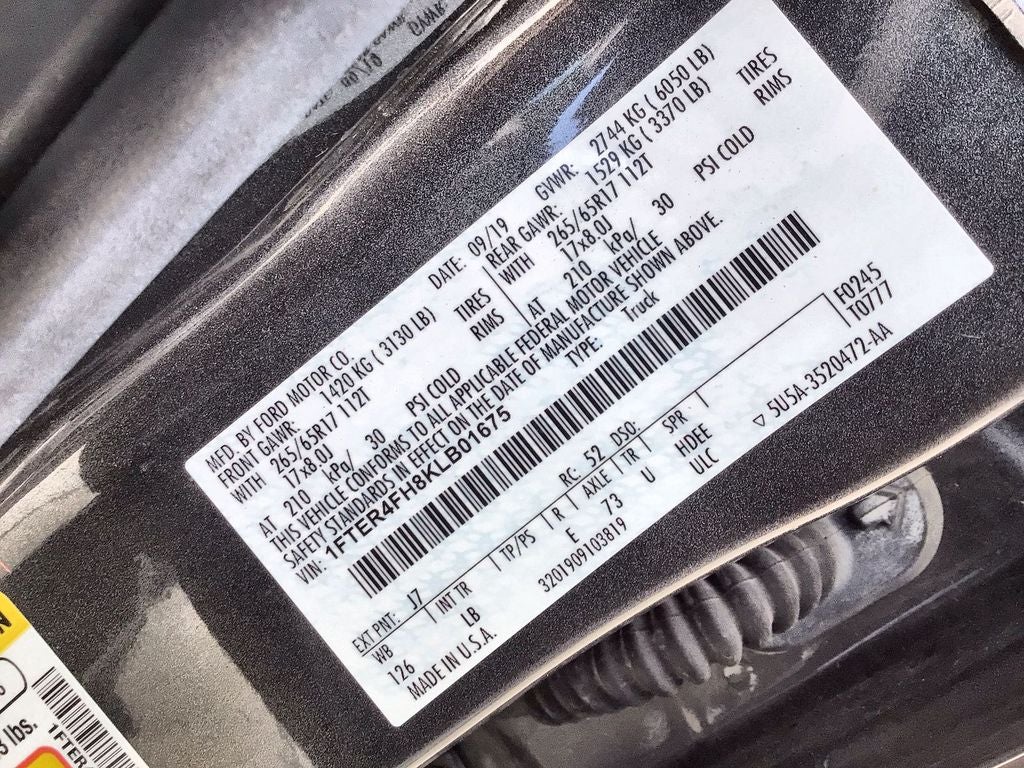 MFD. BY FORD MOTOR CO.
DATE: 09/19
GVWR: 2744 KG ( 6050 LB)
FRONT GAWR: 1420 KG ( 3130 LB)
REAR GAWR: 1529 KG ( 3370 LB)
WITH 265/65R17 112T TIRES
WITH 265/65R17 112T TIRES
17x8.0J RIMS
17x8.0J RIMS
AT 210 kPa/ 30 PSI COLD
AT 210 kPa/ 30 PSI COLD
THIS VEHICLE CONFORMS TO ALL APPLICABLE FEDERAL MOTOR VEHICLE
SAFETY STANDARDS IN EFFECT ON THE DATE OF MANUFACTURE SHOWN ABOVE.
VIN: 1FTER4FH8KLB01675
TYPE: Truck
F0245
T0777
EXT PNT: J7 RC: 52 DSO:
WB INT TR TP/PS R AXLE TR SPR
126 LB E 73 U HDEE
ULC
▽ 5U5A-3520472-AA
MADE IN U.S.A. 3201909103819
lbs.
1FTER